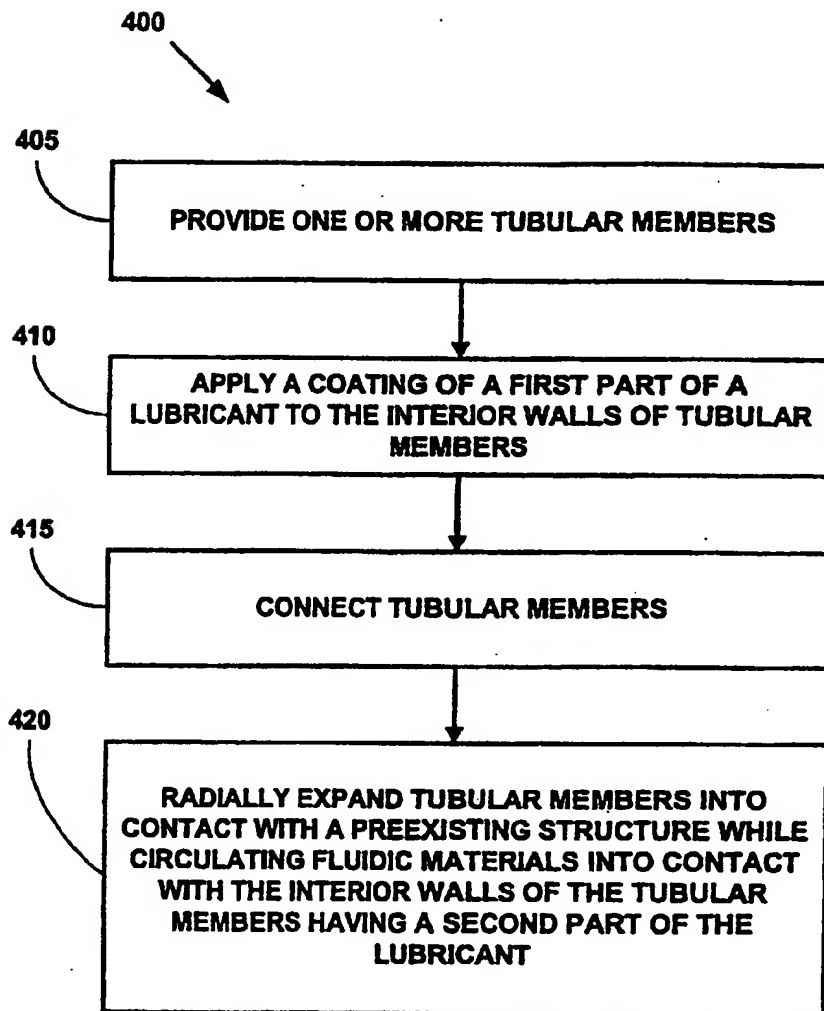 400
405
PROVIDE ONE OR MORE TUBULAR MEMBERS
410
APPLY A COATING OF A FIRST PART OF A
LUBRICANT TO THE INTERIOR WALLS OF TUBULAR
MEMBERS
415
CONNECT TUBULAR MEMBERS
420
RADIALLY EXPAND TUBULAR MEMBERS INTO
CONTACT WITH A PREEXISTING STRUCTURE WHILE
CIRCULATING FLUIDIC MATERIALS INTO CONTACT
WITH THE INTERIOR WALLS OF THE TUBULAR
MEMBERS HAVING A SECOND PART OF THE
LUBRICANT